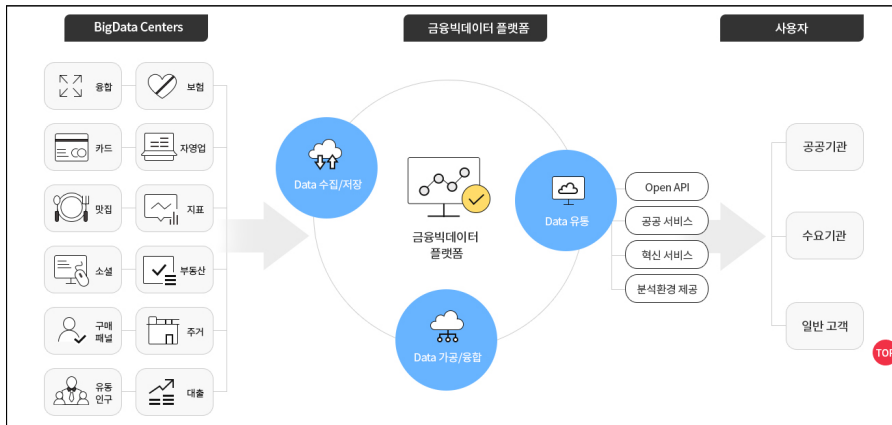 BigData Centers
금융빅데이터 플랫폼
사용자
융합
보험
카드
자영업
맛집
지표
소셜
부동산
구매
패널
주거
유동
인구
대출
Data 수집/저장
금융빅데이터
플랫폼
Data 유통
Data 가공/융합
Open API
공공 서비스
혁신 서비스
분석환경 제공
공공기관
수요기관
일반 고객
TOP